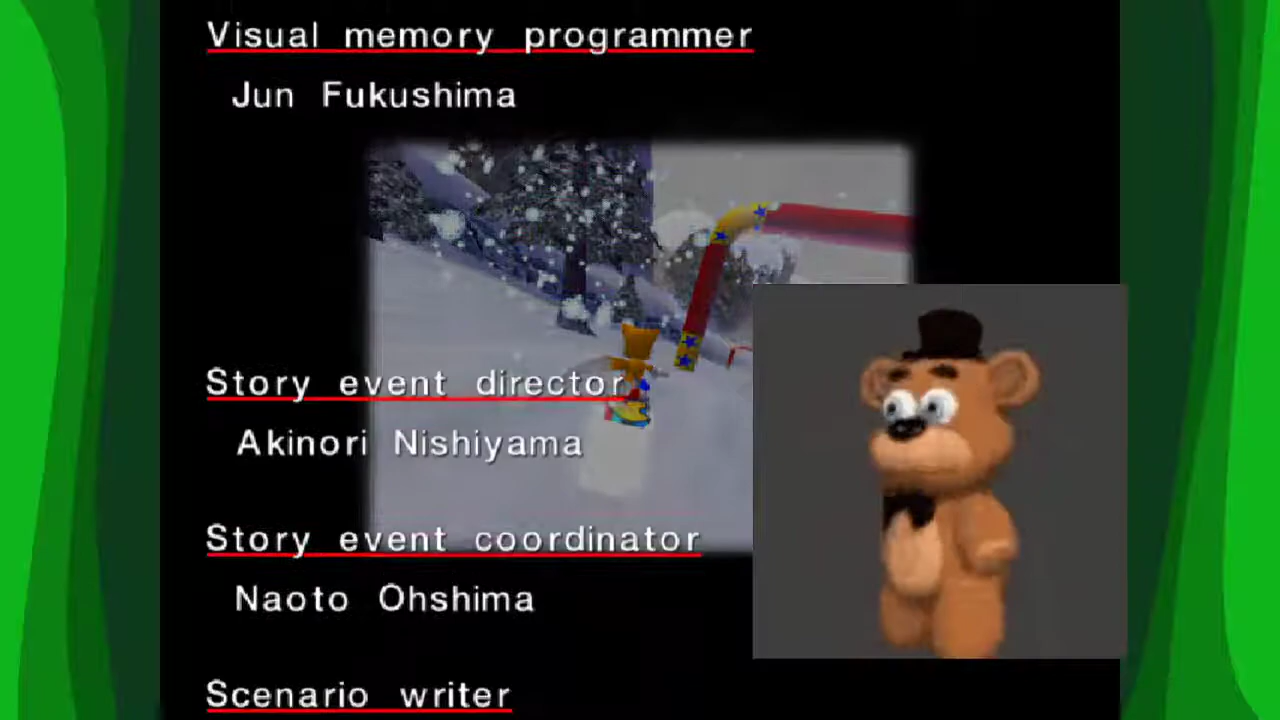 Visual memory programmer
Jun Fukushima
Story event director
Akinori Nishiyama
Story event coordinator
Naoto Ohshima
Scenario writer